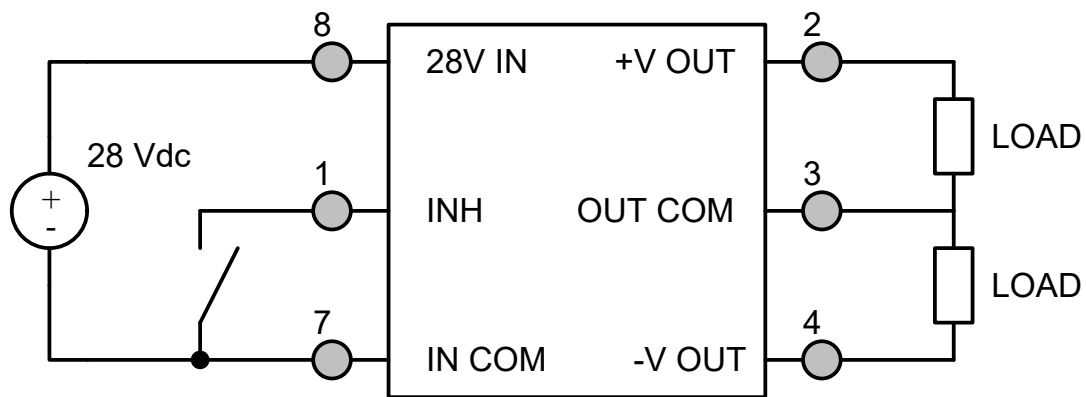 8
2
28V IN
+V OUT
28 Vdc
LOAD
1
3
+
-
INH
OUT COM
7
4
LOAD
IN COM
-V OUT